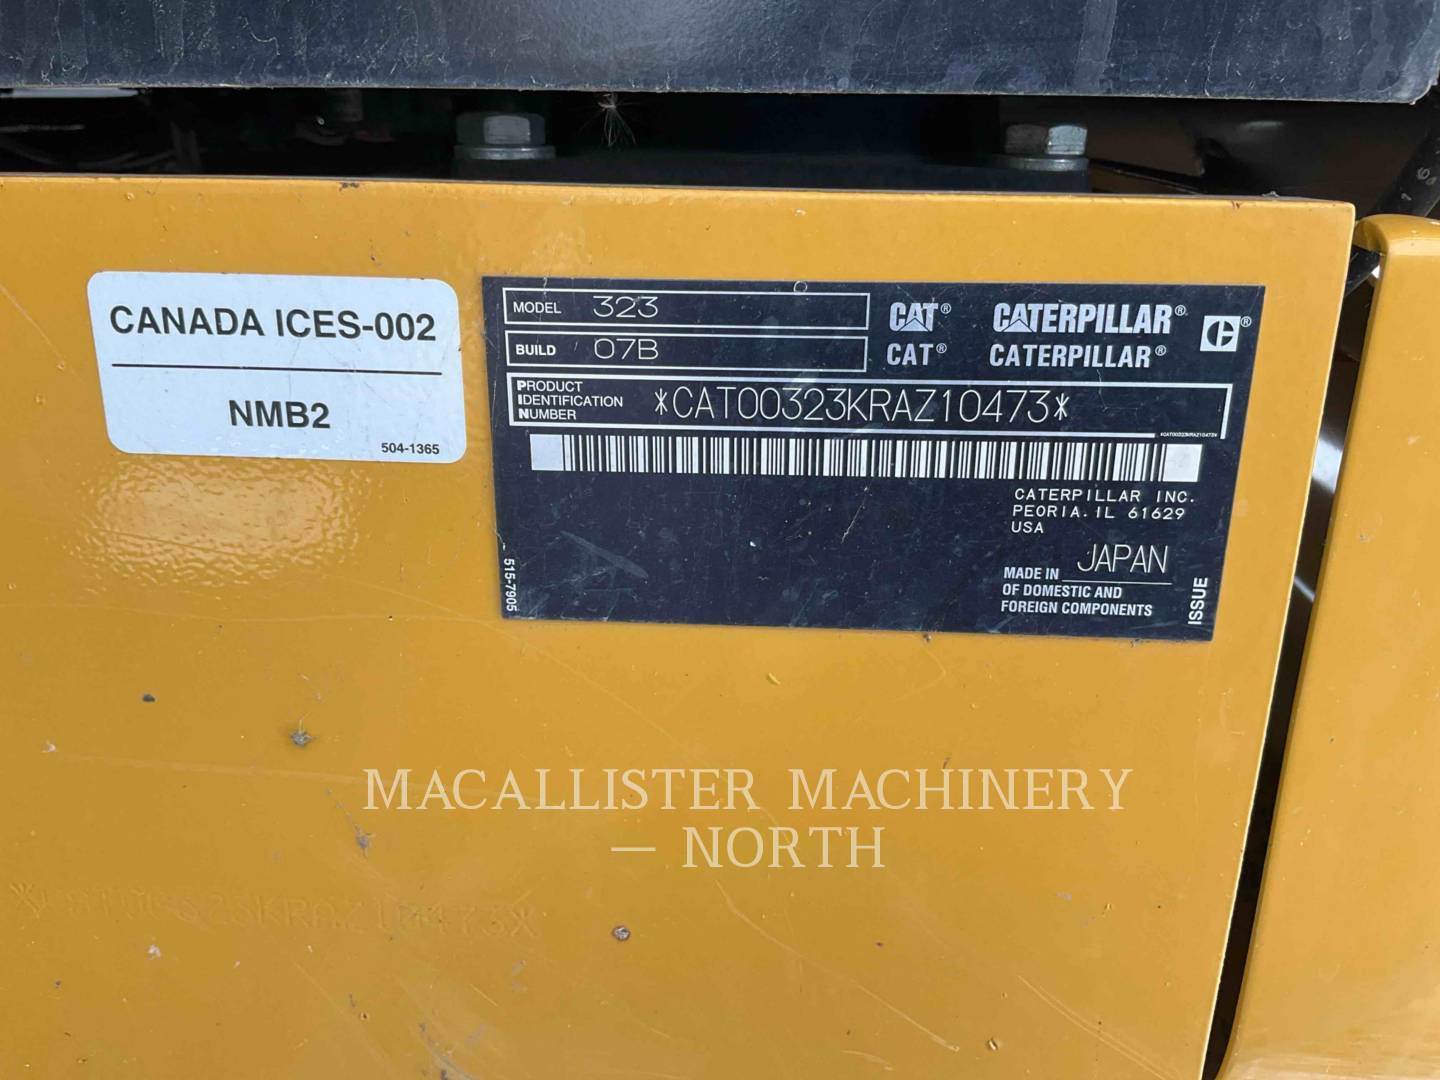 CANADA ICES-002
NMB2
504-1365
MODEL 323
BUILD 07B
CAT® CATERPILLAR®
CAT® CATERPILLAR®
PRODUCT IDENTIFICATION NUMBER *CAT00323KRAZ10473*
*CAT00323KRAZ10473*
CATERPILLAR INC.
PEORIA. IL 61629
USA
MADE IN JAPAN
OF DOMESTIC AND
FOREIGN COMPONENTS
515-7905
ISSUE
MACALLISTER MACHINERY
— NORTH